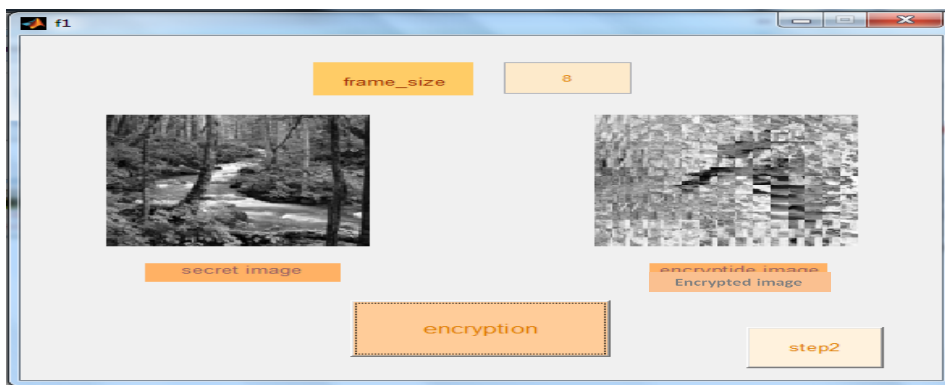 f1
frame_size
8
secret image
encryptide image
Encrypted image
encryption
step2